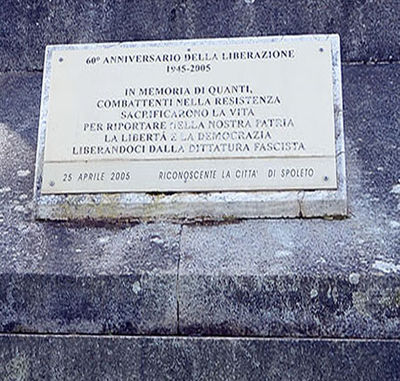 60° ANNIVERSARIO DELLA LIBERAZIONE
1945-2005
IN MEMORIA DI QUANTI,
COMBATTENTI NELLA RESISTENZA
SACRIFICARONO LA VITA
PER RIPORTARE NELLA NOSTRA PATRIA
LA LIBERTÀ E LA DEMOCRAZIA
LIBERANDOCI DALLA DITTATURA FASCISTA
25 APRILE 2005 RICONOSCENTE LA CITTA' DI SPOLETO